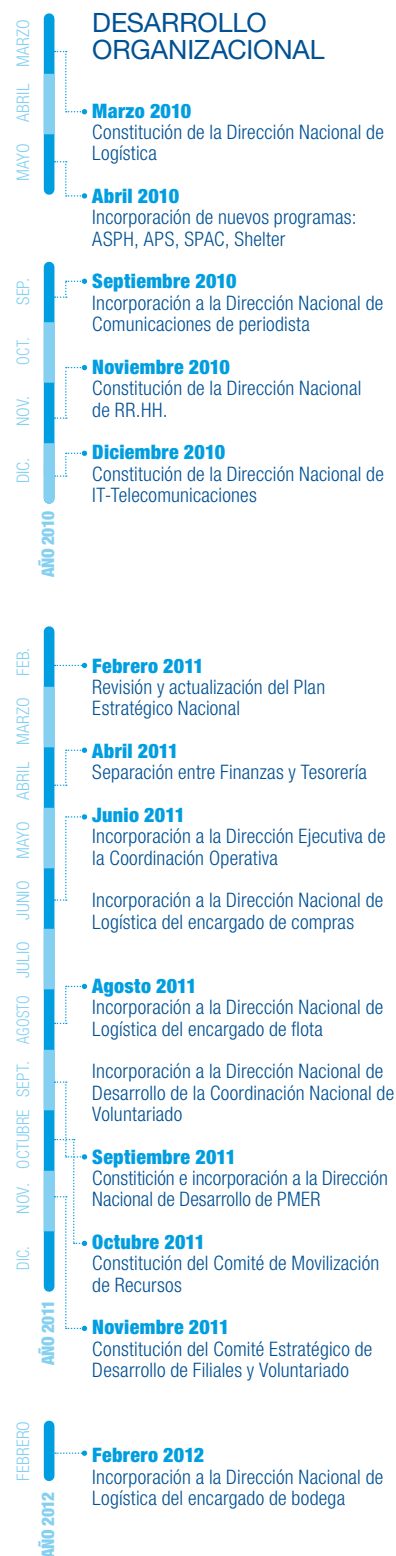 DESARROLLO
ORGANIZACIONAL
MARZO
ABRIL
MAYO
Marzo 2010
Constitución de la Dirección Nacional de
Logística
Abril 2010
Incorporación de nuevos programas:
ASPH, APS, SPAC, Shelter
SEP.
OCT.
NOV.
DIC.
AÑO 2010
Septiembre 2010
Incorporación a la Dirección Nacional de
Comunicaciones de periodista
Noviembre 2010
Constitución de la Dirección Nacional
de RR.HH.
Diciembre 2010
Constitución de la Dirección Nacional de
IT-Telecomunicaciones
FEB.
MARZO
ABRIL
MAYO
JUNIO
JULIO
AGOSTO
SEPT.
OCTUBRE
NOV.
DIC.
AÑO 2011
Febrero 2011
Revisión y actualización del Plan
Estratégico Nacional
Abril 2011
Separación entre Finanzas y Tesorería
Junio 2011
Incorporación a la Dirección Ejecutiva de
la Coordinación Operativa
Incorporación a la Dirección Nacional de
Logística del encargado de compras
Agosto 2011
Incorporación a la Dirección Nacional de
Logística del encargado de flota
Incorporación a la Dirección Nacional de
Desarrollo de la Coordinación Nacional de
Voluntariado
Septiembre 2011
Constitición e incorporación a la Dirección
Nacional de Desarrollo de PMER
Octubre 2011
Constitución del Comité de Movilización
de Recursos
Noviembre 2011
Constitución del Comité Estratégico de
Desarrollo de Filiales y Voluntariado
FEBRERO
AÑO 2012
Febrero 2012
Incorporación a la Dirección Nacional de
Logística del encargado de bodega